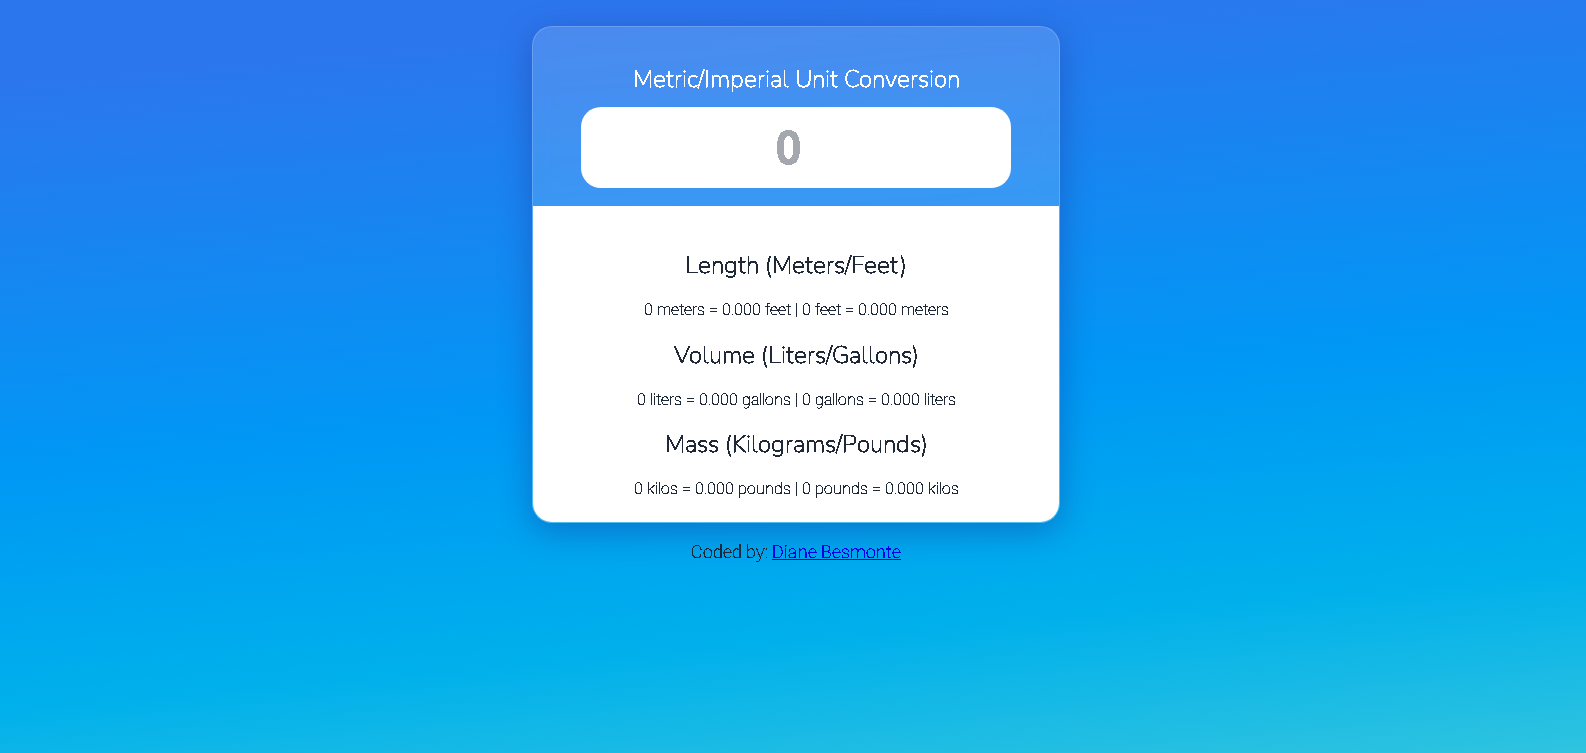 Metric/Imperial Unit Conversion
0
Length (Meters/Feet)
0 meters = 0.000 feet | 0 feet = 0.000 meters
Volume (Liters/Gallons)
0 liters = 0.000 gallons | 0 gallons = 0.000 liters
Mass (Kilograms/Pounds)
0 kilos = 0.000 pounds | 0 pounds = 0.000 kilos
Coded by: Diane Besmonte